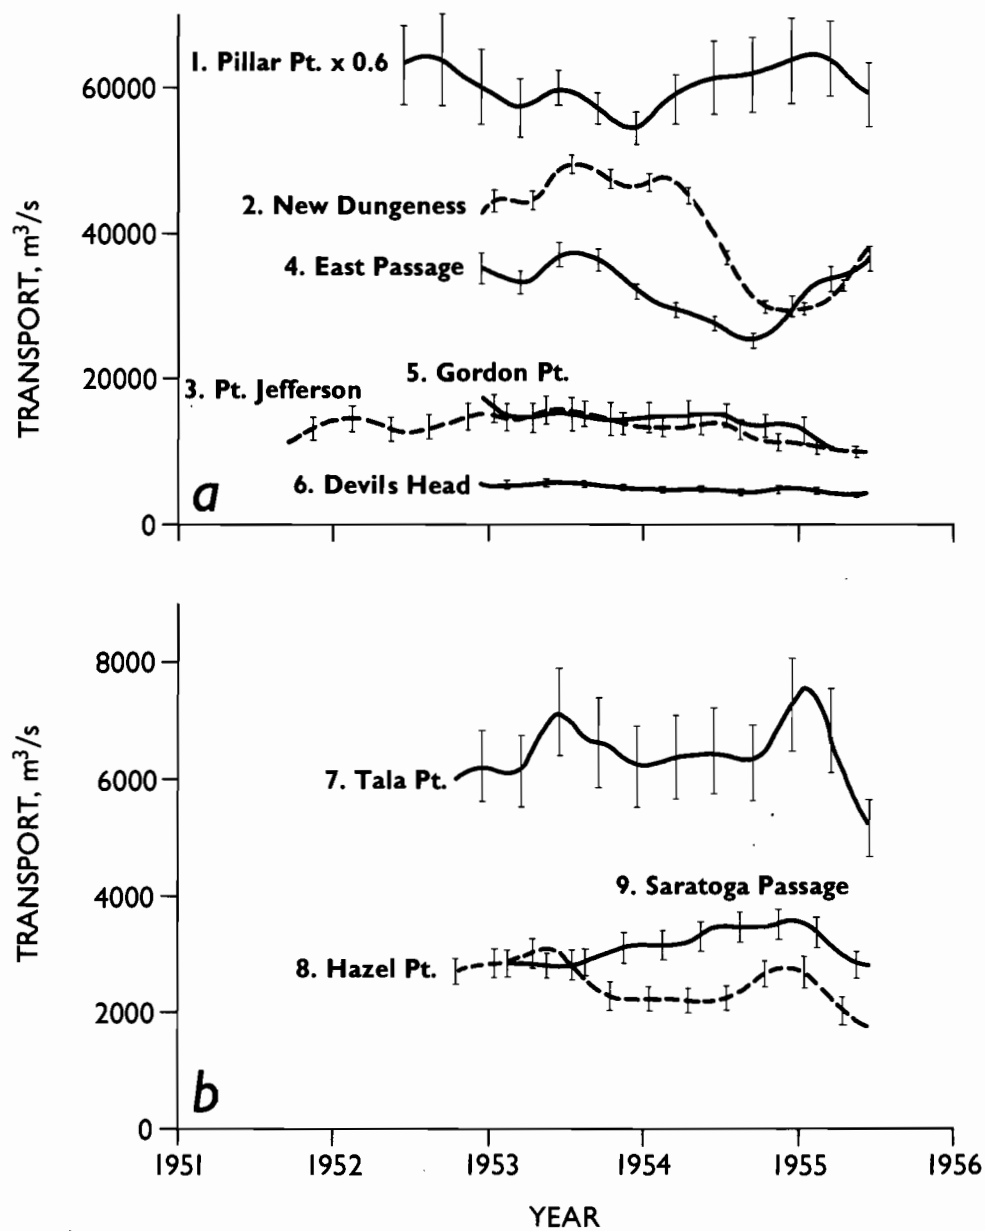 1. Pillar Pt. x 0.6
60000
2. New Dungeness
40000
4. East Passage
TRANSPORT, m³/s
5. Gordon Pt.
20000
3. Pt. Jefferson
6. Devils Head
a
0
8000
7. Tala Pt.
6000
TRANSPORT, m³/s
9. Saratoga Passage
4000
8. Hazel Pt.
2000
b
0
1951 1952 1953 1954 1955 1956
YEAR